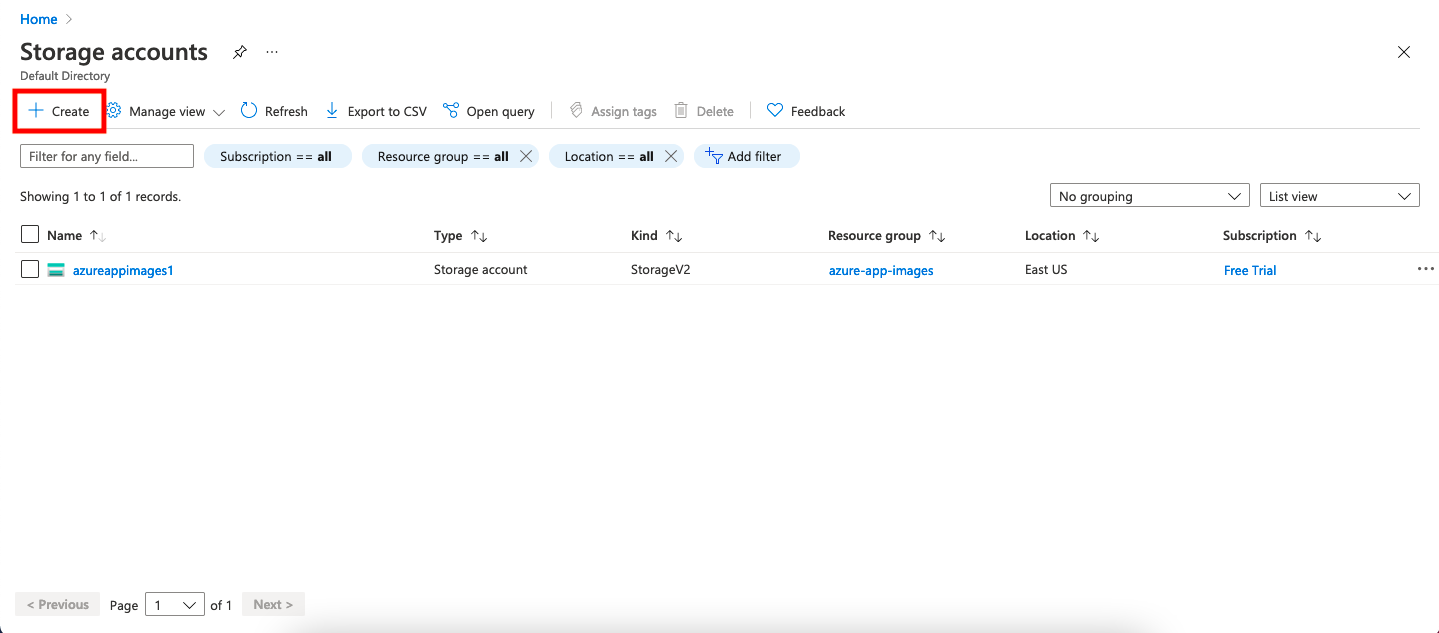 Home
Storage accounts
Default Directory
Create Manage view Refresh Export to CSV Open query Assign tags Delete Feedback
Filter for any field... Subscription == all Resource group == all Location == all Add filter
Showing 1 to 1 of 1 records. No grouping List view
Name Type Kind Resource group Location Subscription
azureappimages1 Storage account StorageV2 azure-app-images East US Free Trial
< Previous Page 1 of 1 Next >